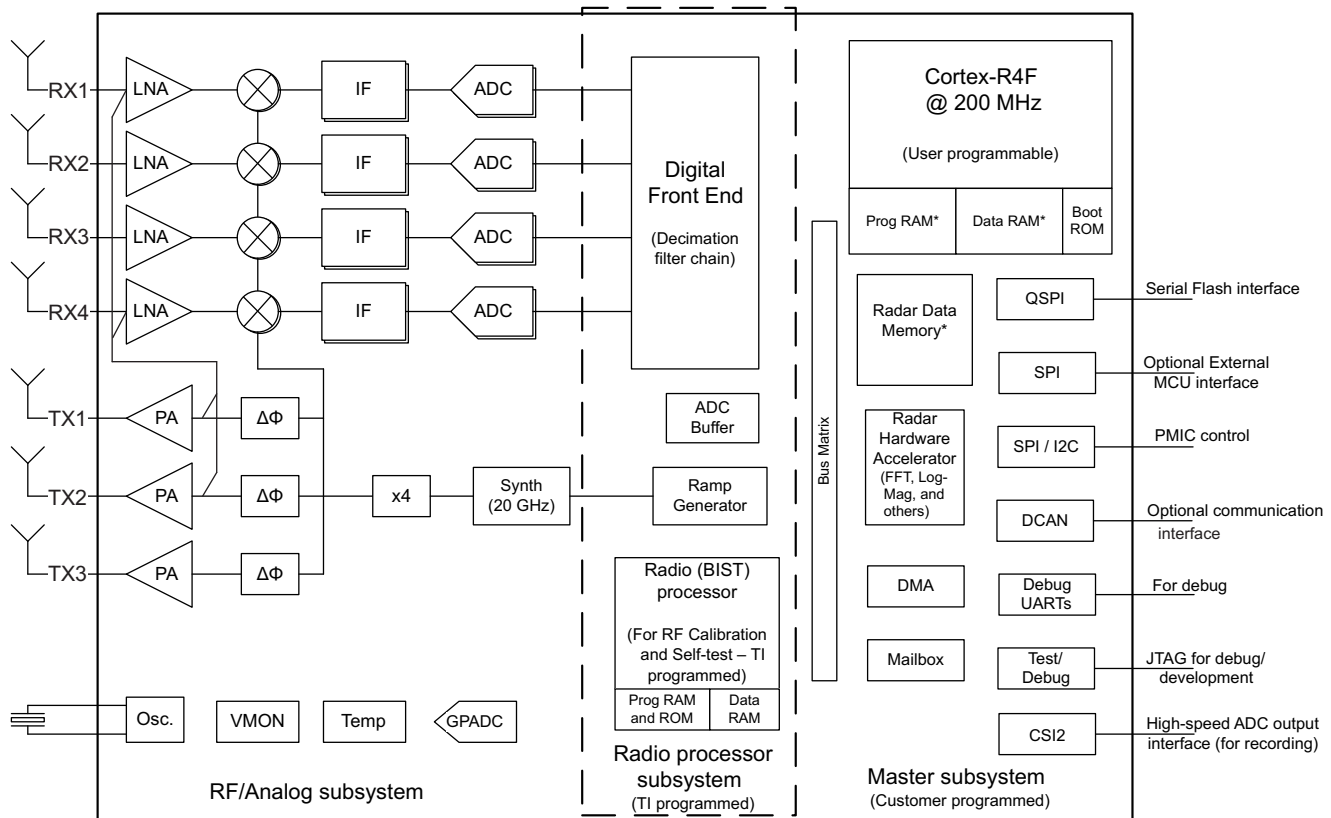 RX1
LNA
IF
ADC
RX2
LNA
IF
ADC
RX3
LNA
IF
ADC
RX4
LNA
IF
ADC
TX1
PA
ΔΦ
TX2
PA
ΔΦ
x4
Synth
(20 GHz)
TX3
PA
ΔΦ
Osc.
VMON
Temp
GPADC
RF/Analog subsystem
Digital
Front End
(Decimation
filter chain)
ADC
Buffer
Ramp
Generator
Radio (BIST)
processor
(For RF Calibration
and Self-test – TI
programmed)
Prog RAM
and ROM
Data
RAM
Radio processor
subsystem
(TI programmed)
Bus Matrix
Cortex-R4F
@ 200 MHz
(User programmable)
Prog RAM*
Data RAM*
Boot
ROM
Radar Data
Memory*
Radar
Hardware
Accelerator
(FFT, Log-
Mag, and
others)
DMA
Mailbox
QSPI
Serial Flash interface
SPI
Optional External
MCU interface
SPI / I2C
PMIC control
DCAN
Optional communication
interface
Debug
UARTs
For debug
Test/
Debug
JTAG for debug/
development
CSI2
High-speed ADC output
interface (for recording)
Master subsystem
(Customer programmed)